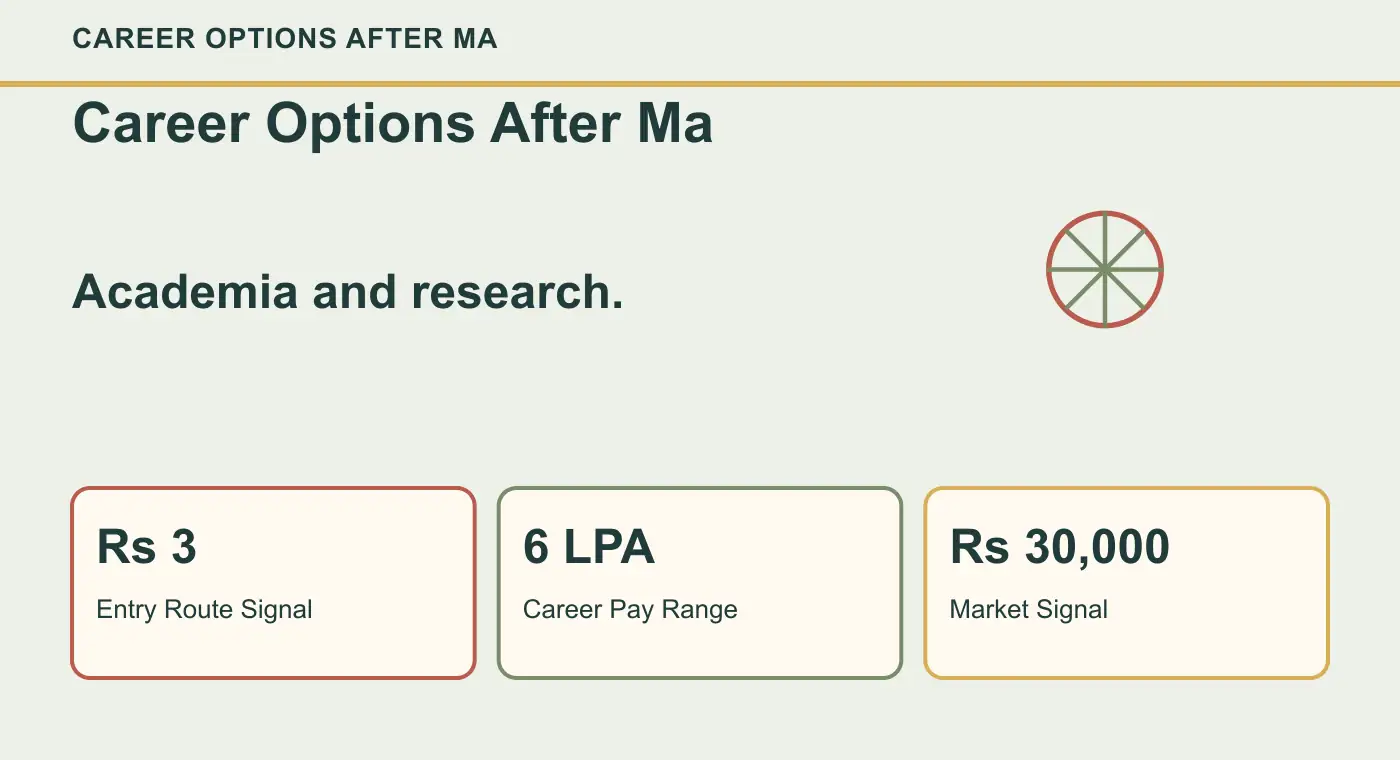 CAREER OPTIONS AFTER MA
Career Options After Ma
Academia and research.
Rs 3
Entry Route Signal
6 LPA
Career Pay Range
Rs 30,000
Market Signal